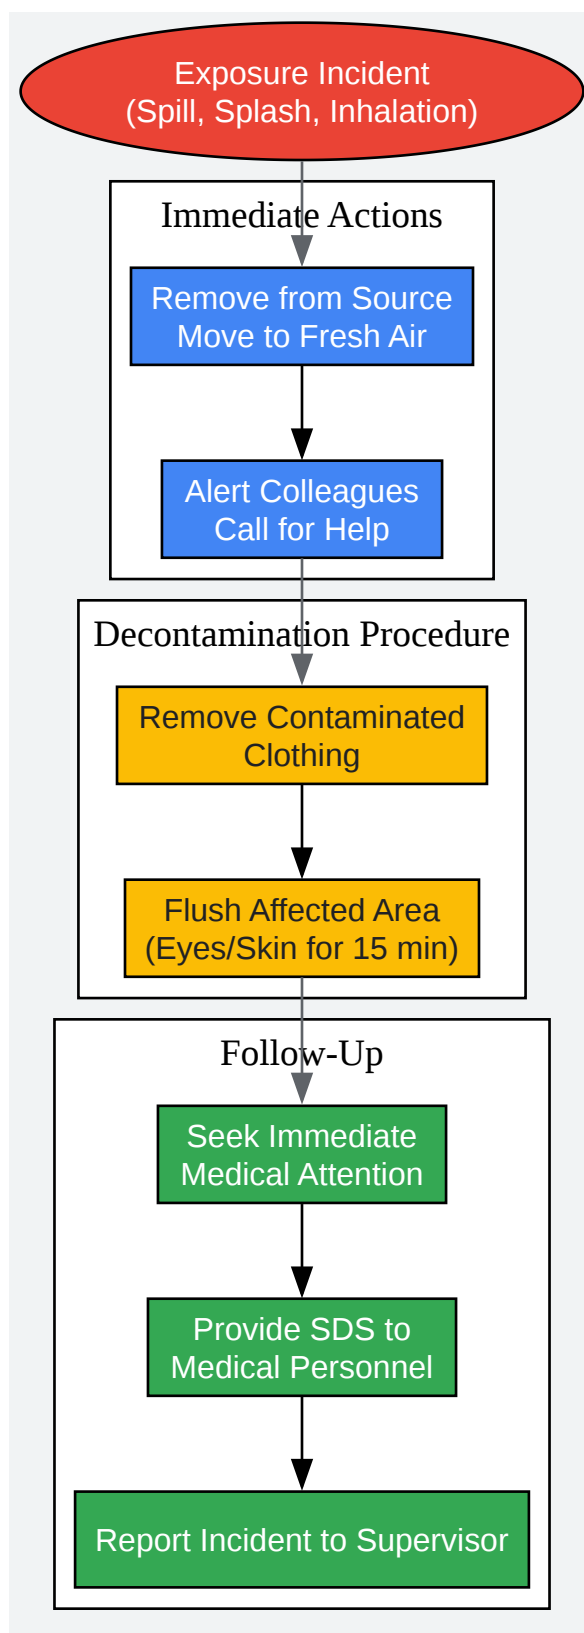 Exposure Incident
(Spill, Splash, Inhalation)
Immediate Actions
Remove from Source
Move to Fresh Air
Alert Colleagues
Call for Help
Decontamination Procedure
Remove Contaminated
Clothing
Flush Affected Area
(Eyes/Skin for 15 min)
Follow-Up
Seek Immediate
Medical Attention
Provide SDS to
Medical Personnel
Report Incident to Supervisor